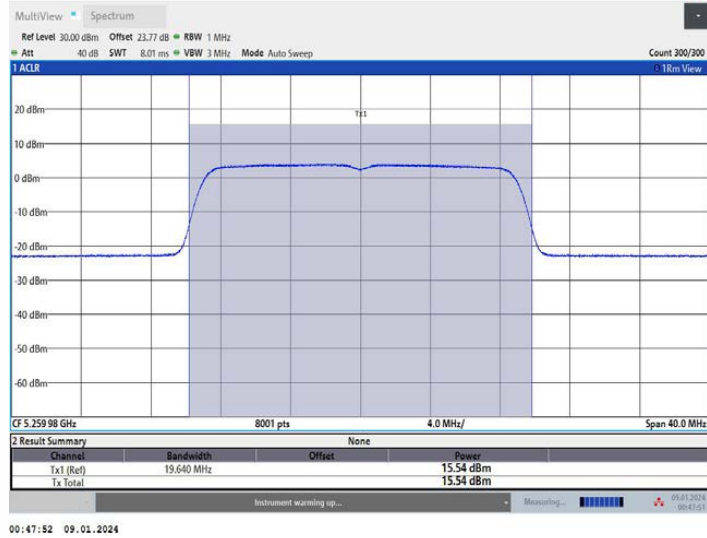 MultiView Spectrum
Ref Level 30.00 dBm Offset 23.77 dB RBW 1 MHz
Att 40 dB SWT 8.01 ms VBW 3 MHz Mode Auto Sweep Count 300/300
1 ACLR 1Rm View
Tx1
20 dBm
10 dBm
0 dBm
-10 dBm
-20 dBm
-30 dBm
-40 dBm
-50 dBm
-60 dBm
CF 5.259 98 GHz 8001 pts 4.0 MHz/ Span 40.0 MHz
2 Result Summary None
Channel Bandwidth Offset Power
Tx1 (Ref) 19.640 MHz 15.54 dBm
Tx Total 15.54 dBm
Instrument warming up... Measuring... 09.01.2024
00:47:51
00:47:52 09.01.2024